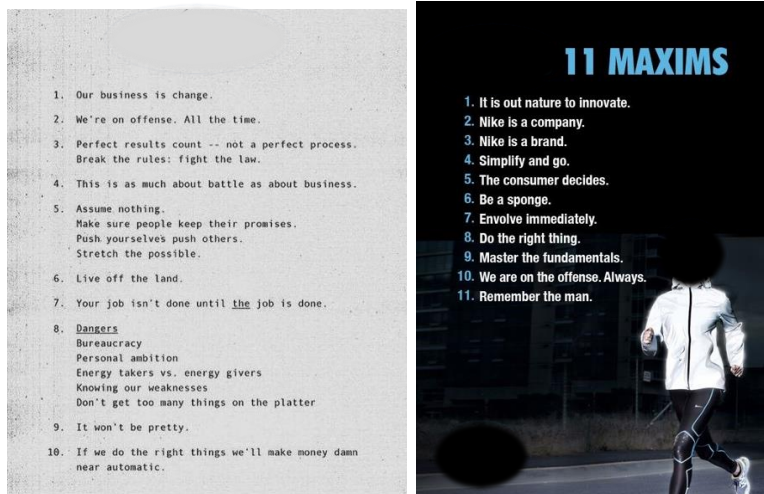 1. Our business is change.
2. We're on offense. All the time.
3. Perfect results count -- not a perfect process.
Break the rules: fight the law.
4. This is as much about battle as about business.
5. Assume nothing.
Make sure people keep their promises.
Push yourselves push others.
Stretch the possible.
6. Live off the land.
7. Your job isn't done until the job is done.
8. Dangers
Bureaucracy
Personal ambition
Energy takers vs. energy givers
Knowing our weaknesses
Don't get too many things on the platter
9. It won't be pretty.
10. If we do the right things we'll make money damn
near automatic.
11 MAXIMS
1. It is out nature to innovate.
2. Nike is a company.
3. Nike is a brand.
4. Simplify and go.
5. The consumer decides.
6. Be a sponge.
7. Envolve immediately.
8. Do the right thing.
9. Master the fundamentals.
10. We are on the offense. Always.
11. Remember the man.